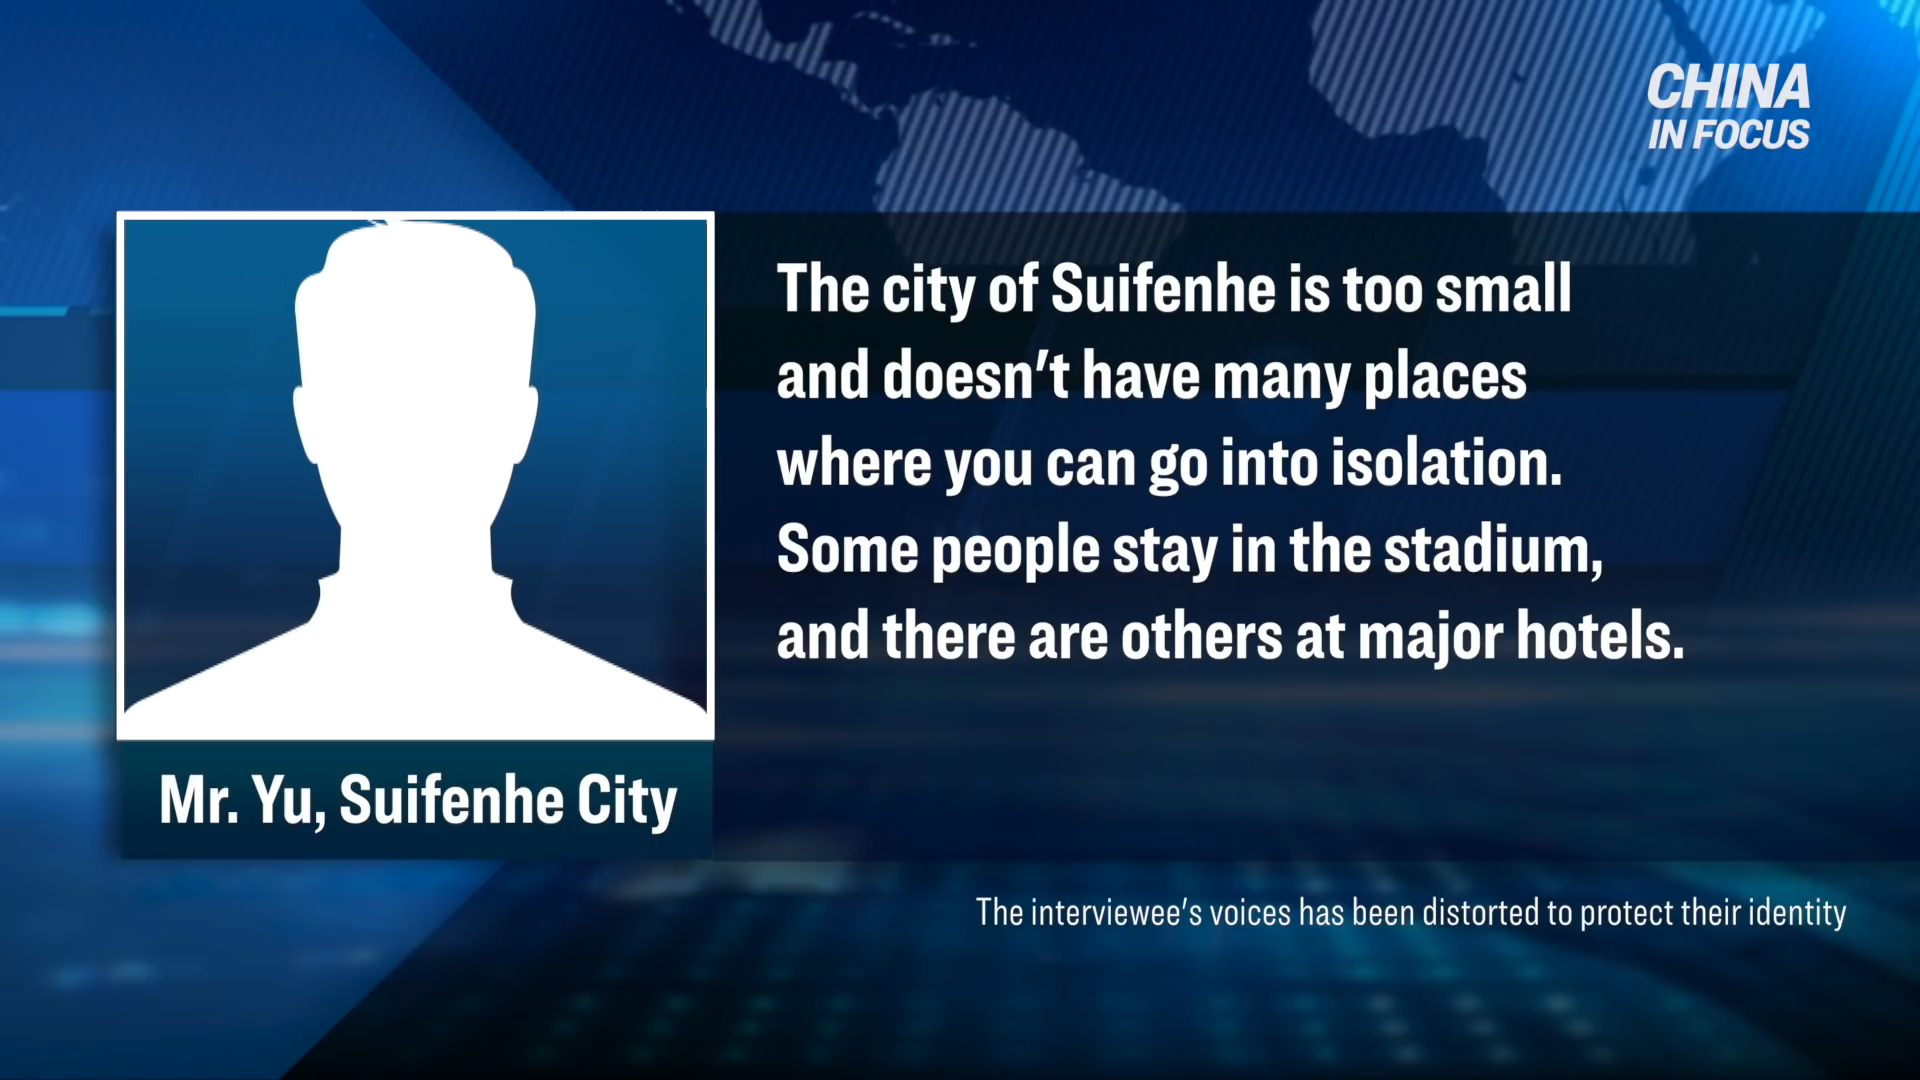 CHINA
IN FOCUS
The city of Suifenhe is too small
and doesn't have many places
where you can go into isolation.
Some people stay in the stadium,
and there are others at major hotels.
Mr. Yu, Suifenhe City
The interviewee's voices has been distorted to protect their identity